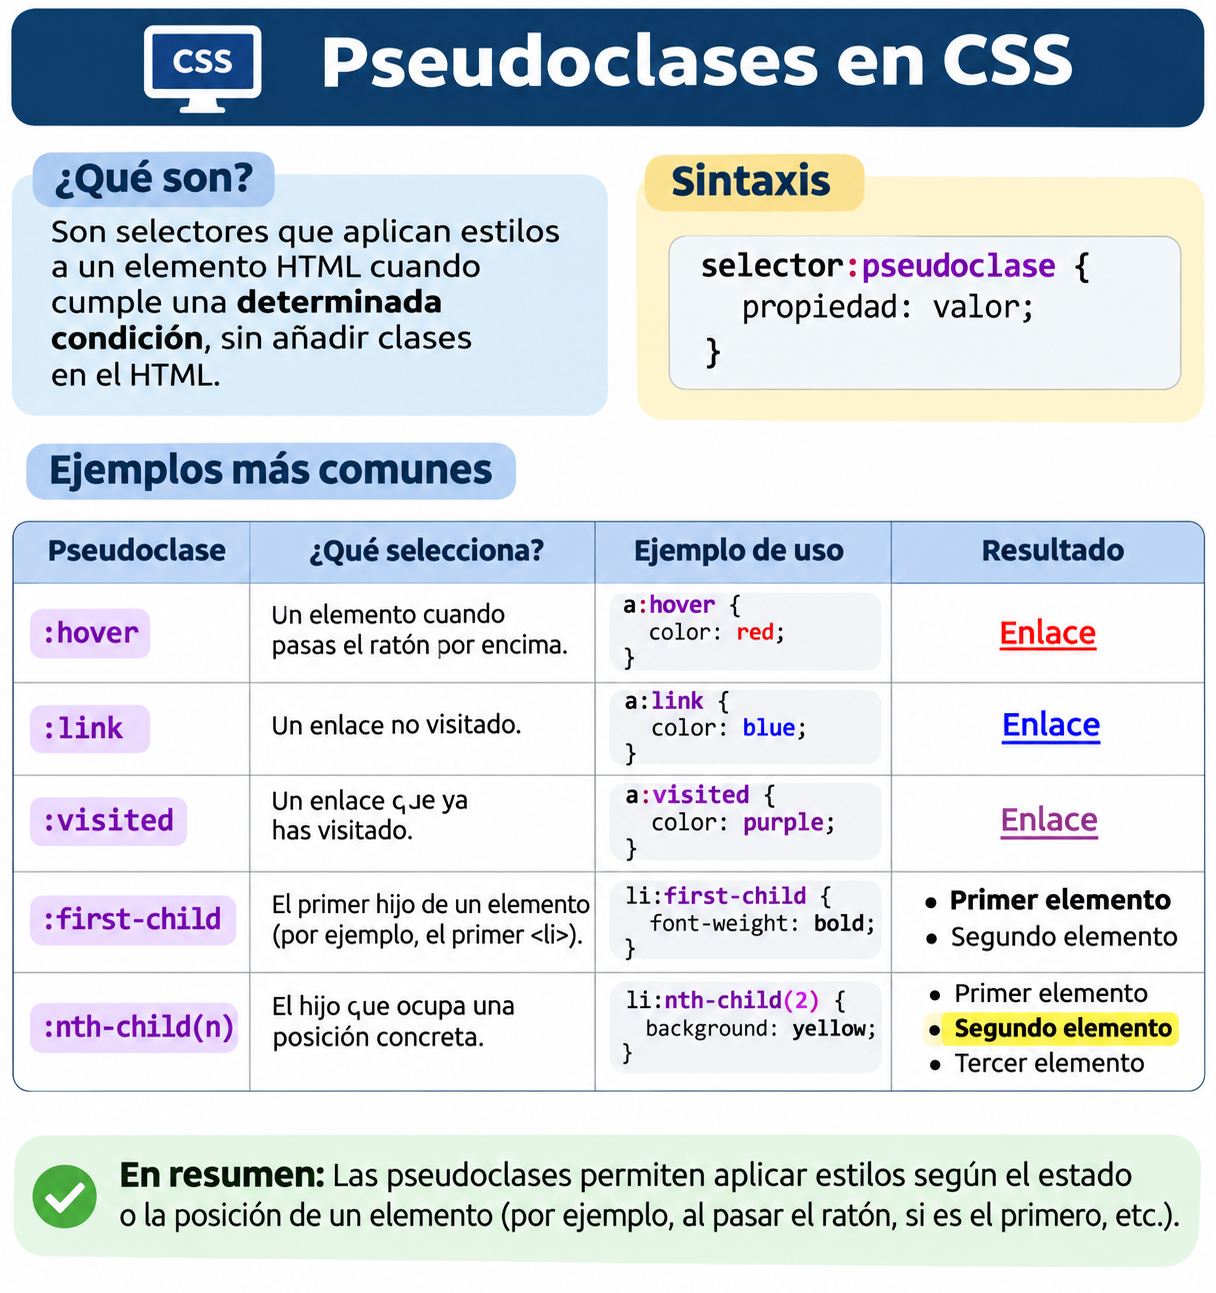 CSS
Pseudoclases en CSS
¿Qué son?
Son selectores que aplican estilos
a un elemento HTML cuando
cumple una determinada
condición, sin añadir clases
en el HTML.
Sintaxis
selector:pseudoclase {
propiedad: valor;
}
Ejemplos más comunes
Pseudoclase
¿Qué selecciona?
Ejemplo de uso
Resultado
:hover
Un elemento cuando
pasas el ratón por encima.
a:hover {
color: red;
}
Enlace
:link
Un enlace no visitado.
a:link {
color: blue;
}
Enlace
:visited
Un enlace que ya
has visitado.
a:visited {
color: purple;
}
Enlace
:first-child
El primer hijo de un elemento
(por ejemplo, el primer <li>).
li:first-child {
font-weight: bold;
}
• Primer elemento
• Segundo elemento
:nth-child(n)
El hijo que ocupa una
posición concreta.
li:nth-child(2) {
background: yellow;
}
• Primer elemento
• Segundo elemento
• Tercer elemento
En resumen: Las pseudoclases permiten aplicar estilos según el estado
o la posición de un elemento (por ejemplo, al pasar el ratón, si es el primero, etc.).